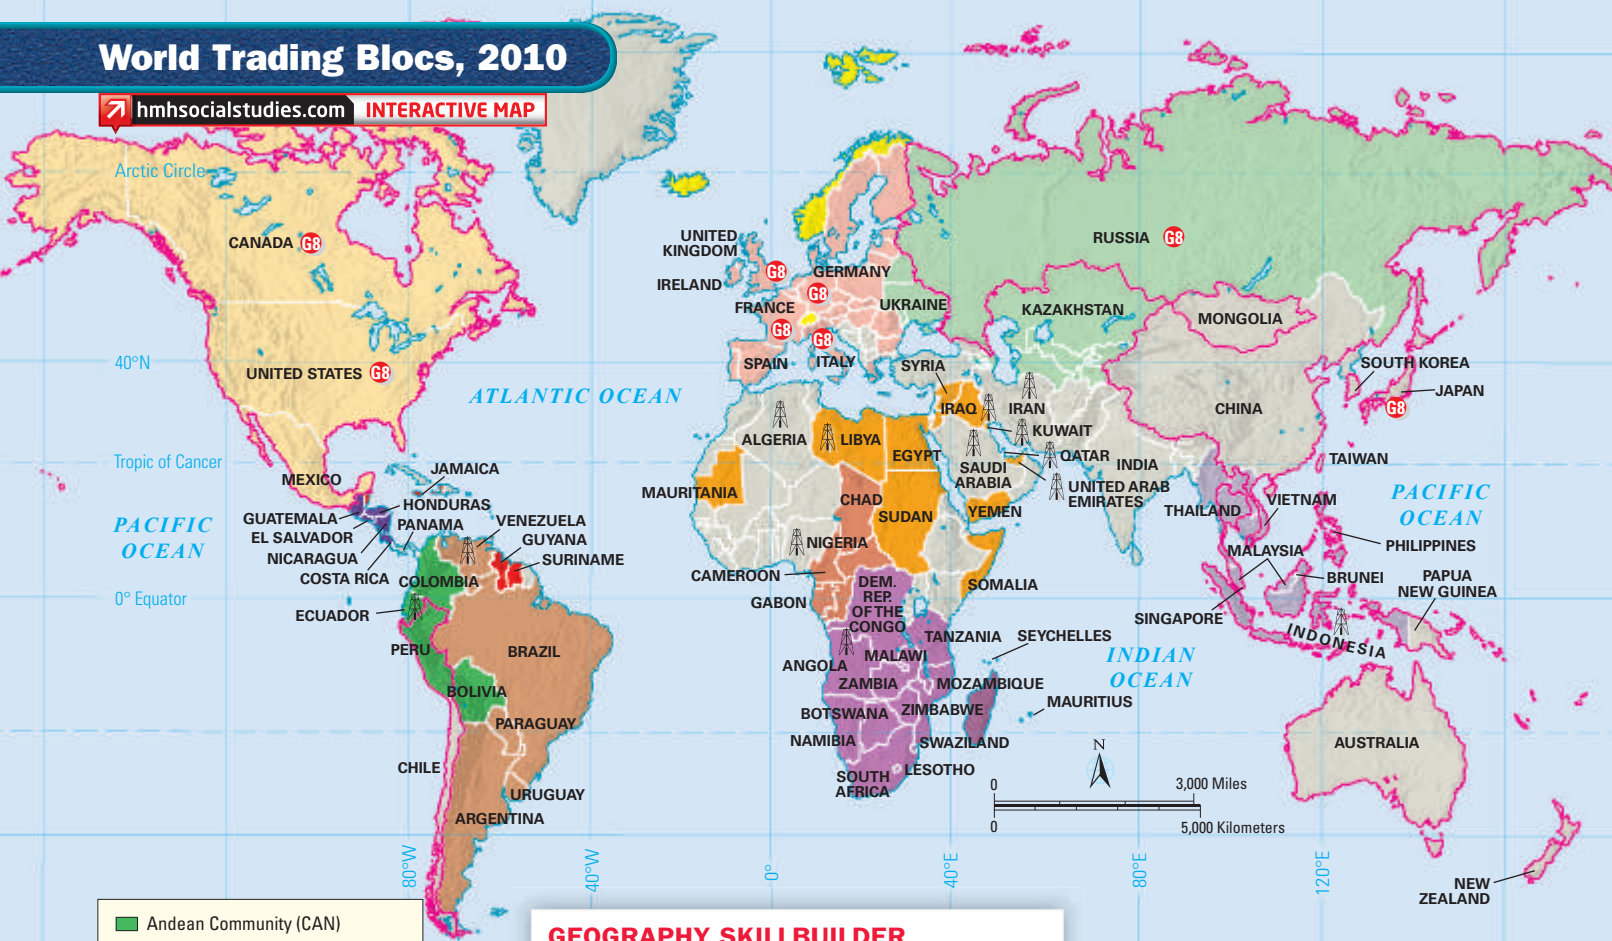 World Trading Blocs, 2010
hmhsocialstudies.com INTERACTIVE MAP
Arctic Circle
CANADA G8
RUSSIA G8
UNITED
KINGDOM
G8
IRELAND
GERMANY
G8
FRANCE
G8
UKRAINE
KAZAKHSTAN
MONGOLIA
G8
40°N
UNITED STATES G8
SPAIN
ITALY
SYRIA
SOUTH KOREA
JAPAN
G8
ATLANTIC OCEAN
IRAQ
IRAN
CHINA
KUWAIT
ALGERIA
LIBYA
EGYPT
QATAR
INDIA
TAIWAN
Tropic of Cancer
MEXICO
JAMAICA
SAUDI
ARABIA
UNITED ARAB
EMIRATES
MAURITANIA
CHAD
HONDURAS
GUATEMALA
EL SALVADOR
PANAMA
NICARAGUA
COSTA RICA
VENEZUELA
GUYANA
SURINAME
PACIFIC
OCEAN
SUDAN
YEMEN
THAILAND
VIETNAM
PACIFIC
OCEAN
NIGERIA
MALAYSIA
PHILIPPINES
CAMEROON
COLOMBIA
DEM.
REP.
OF THE
CONGO
SOMALIA
BRUNEI
PAPUA
NEW GUINEA
0° Equator
ECUADOR
GABON
SINGAPORE
INDONESIA
TANZANIA
SEYCHELLES
PERU
BRAZIL
ANGOLA
MALAWI
INDIAN
OCEAN
BOLIVIA
ZAMBIA
MOZAMBIQUE
MAURITIUS
PARAGUAY
BOTSWANA
ZIMBABWE
NAMIBIA
SWAZILAND
AUSTRALIA
CHILE
LESOTHO
SOUTH
AFRICA
N
0 3,000 Miles
0 5,000 Kilometers
URUGUAY
ARGENTINA
80°W
40°W
0°
40°E
80°E
120°E
NEW
ZEALAND
Andean Community (CAN)
GEOGRAPHY SKILLBUILDER